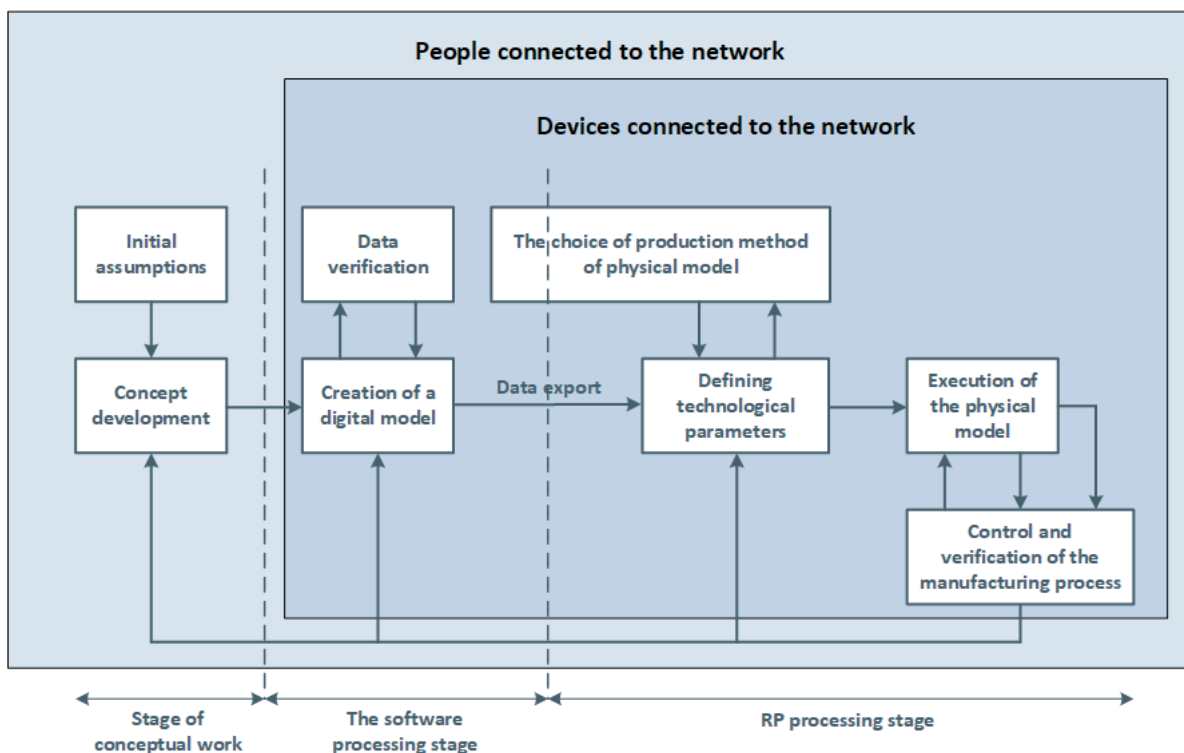 People connected to the network
Devices connected to the network
Initial
assumptions
Data
verification
The choice of production method
of physical model
Concept
development
Creation of a
digital model
Data export
Defining
technological
parameters
Execution of
the physical
model
Control and
verification of the
manufacturing process
Stage of
conceptual work
The software
processing stage
RP processing stage